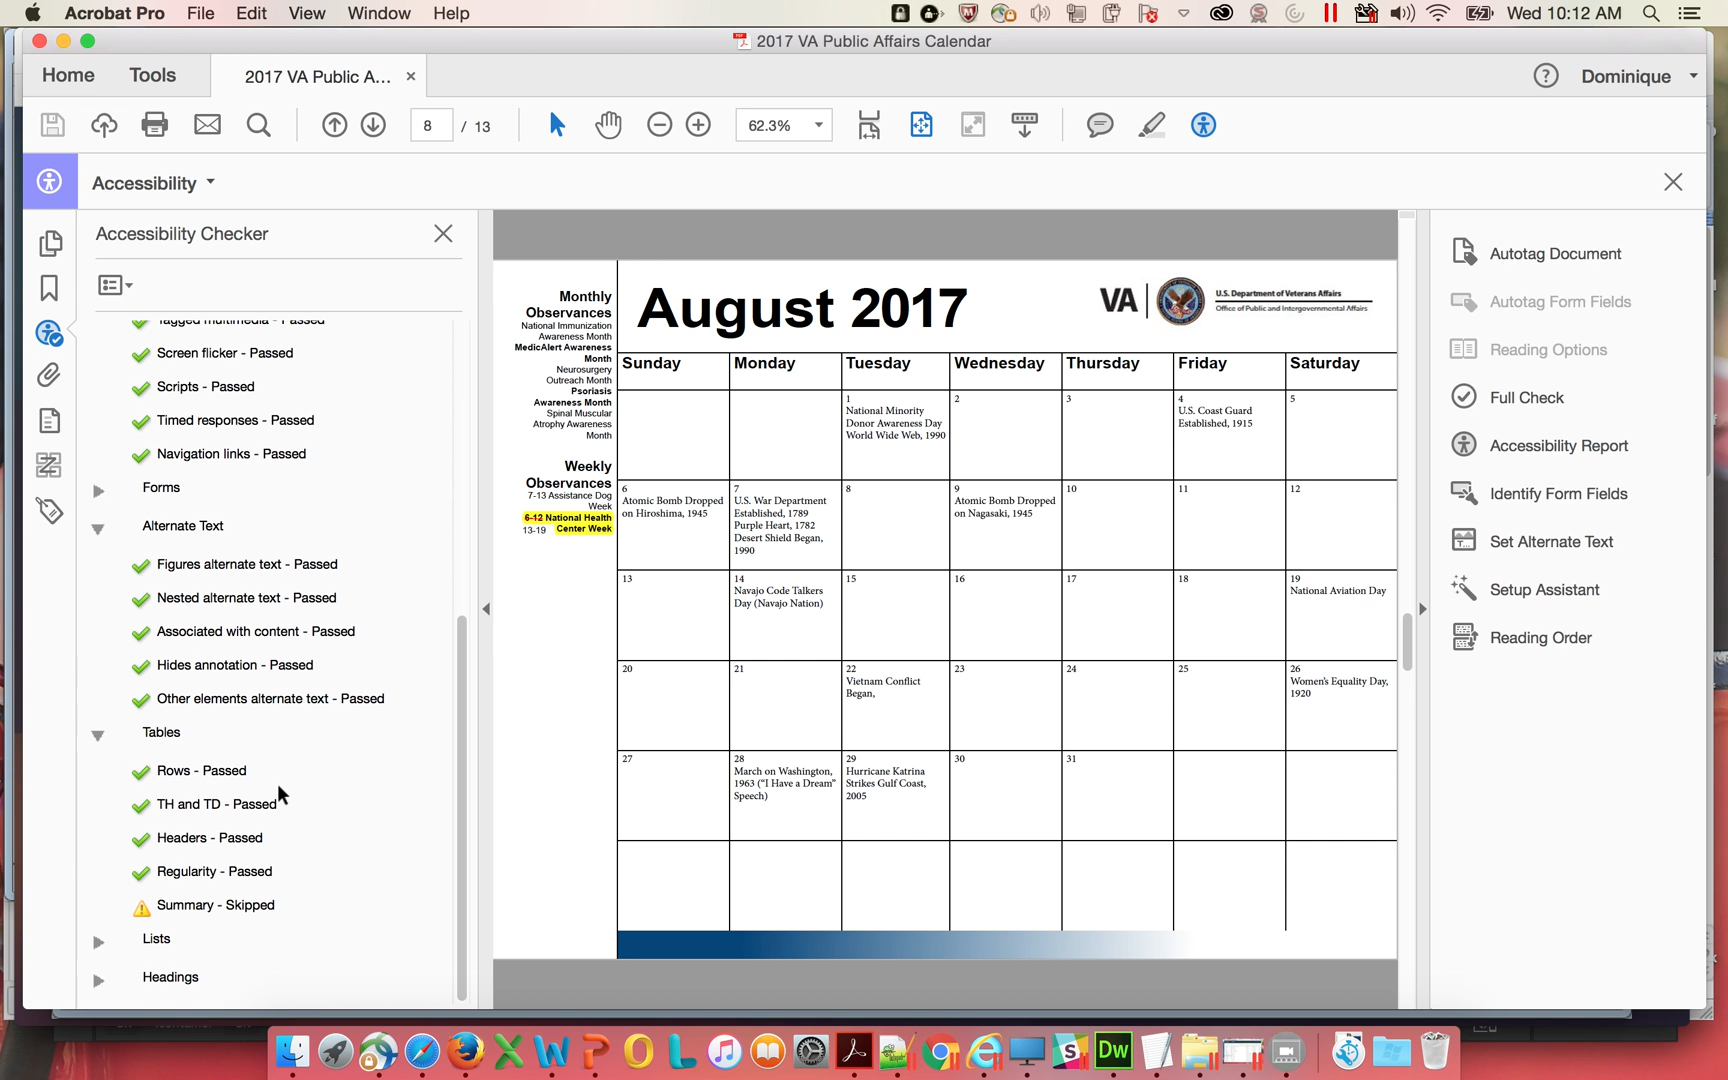 Acrobat Pro File Edit View Window Help Wed 10:12 AM
2017 VA Public Affairs Calendar
Home Tools 2017 VA Public A... × Dominique
8 / 13 62.3%
Accessibility
Accessibility Checker
Tagged multimedia - Passed
Screen flicker - Passed
Scripts - Passed
Timed responses - Passed
Navigation links - Passed
Forms
Alternate Text
Figures alternate text - Passed
Nested alternate text - Passed
Associated with content - Passed
Hides annotation - Passed
Other elements alternate text - Passed
Tables
Rows - Passed
TH and TD - Passed
Headers - Passed
Regularity - Passed
Summary - Skipped
Lists
Headings
Monthly
Observances
National Immunization
Awareness Month
MedicAlert Awareness
Month
Neurosurgery
Outreach Month
Psoriasis
Awareness Month
Spinal Muscular
Atrophy Awareness
Month
Weekly
Observances
7-13 Assistance Dog
Week
6-12 National Health
13-19 Center Week
August 2017
VA
U.S. Department of Veterans Affairs
Office of Public and Intergovernmental Affairs
Sunday Monday Tuesday Wednesday Thursday Friday Saturday
1
National Minority
Donor Awareness Day
World Wide Web, 1990
2
3
4
U.S. Coast Guard
Established, 1915
5
6
Atomic Bomb Dropped
on Hiroshima, 1945
7
U.S. War Department
Established, 1789
Purple Heart, 1782
Desert Shield Began,
1990
8
9
Atomic Bomb Dropped
on Nagasaki, 1945
10
11
12
13
14
Navajo Code Talkers
Day (Navajo Nation)
15
16
17
18
19
National Aviation Day
20
21
22
Vietnam Conflict
Began,
23
24
25
26
Women's Equality Day,
1920
27
28
March on Washington,
1963 ("I Have a Dream"
Speech)
29
Hurricane Katrina
Strikes Gulf Coast,
2005
30
31
Autotag Document
Autotag Form Fields
Reading Options
Full Check
Accessibility Report
Identify Form Fields
Set Alternate Text
Setup Assistant
Reading Order
Dw